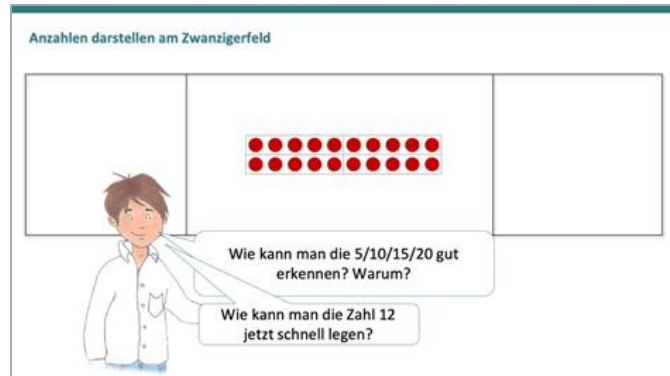 Anzahlen darstellen am Zwanzigerfeld
Wie kann man die 5/10/15/20 gut
erkennen? Warum?
Wie kann man die Zahl 12
jetzt schnell legen?